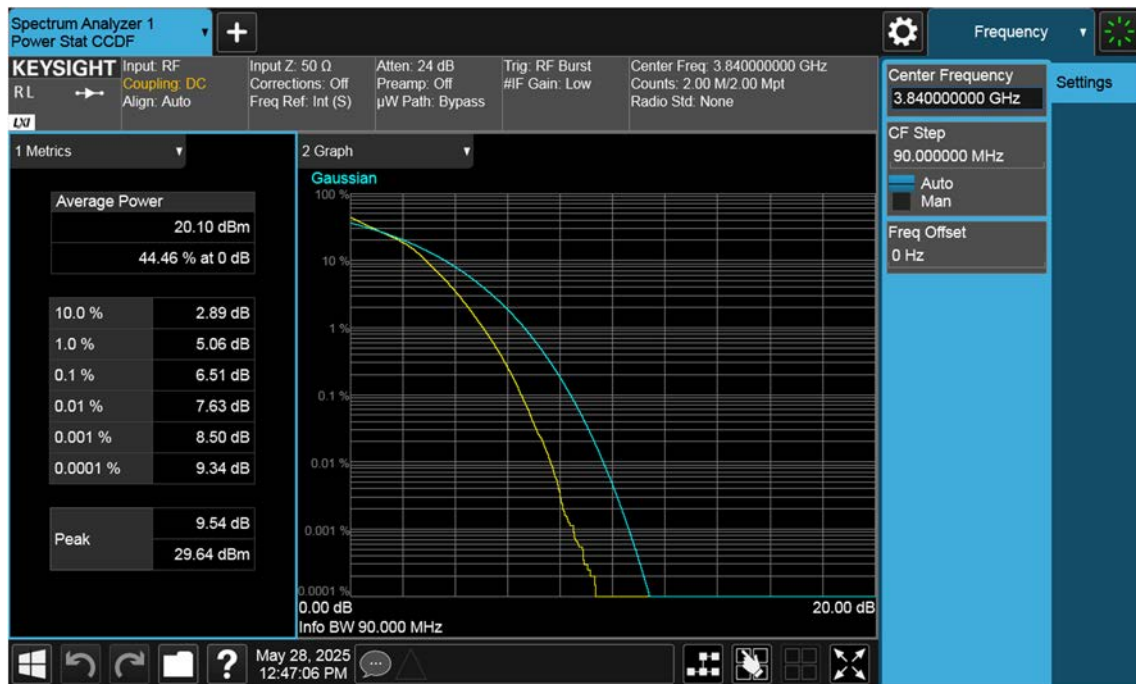 Spectrum Analyzer 1
Power Stat CCDF
Frequency
KEYSIGHT
RL
LXI
Input: RF
Coupling: DC
Align: Auto
Input Z: 50 Ω
Corrections: Off
Freq Ref: Int (S)
Atten: 24 dB
Preamp: Off
µW Path: Bypass
Trig: RF Burst
#IF Gain: Low
Center Freq: 3.840000000 GHz
Counts: 2.00 M/2.00 Mpt
Radio Std: None
Center Frequency
3.840000000 GHz
Settings
CF Step
90.000000 MHz
Auto
Man
Freq Offset
0 Hz
1 Metrics
Average Power
20.10 dBm
44.46 % at 0 dB
10.0 % 2.89 dB
1.0 % 5.06 dB
0.1 % 6.51 dB
0.01 % 7.63 dB
0.001 % 8.50 dB
0.0001 % 9.34 dB
Peak
9.54 dB
29.64 dBm
2 Graph
Gaussian
100 %
10 %
1 %
0.1 %
0.01 %
0.001 %
0.0001 %
0.00 dB 20.00 dB
Info BW 90.000 MHz
?
May 28, 2025
12:47:06 PM